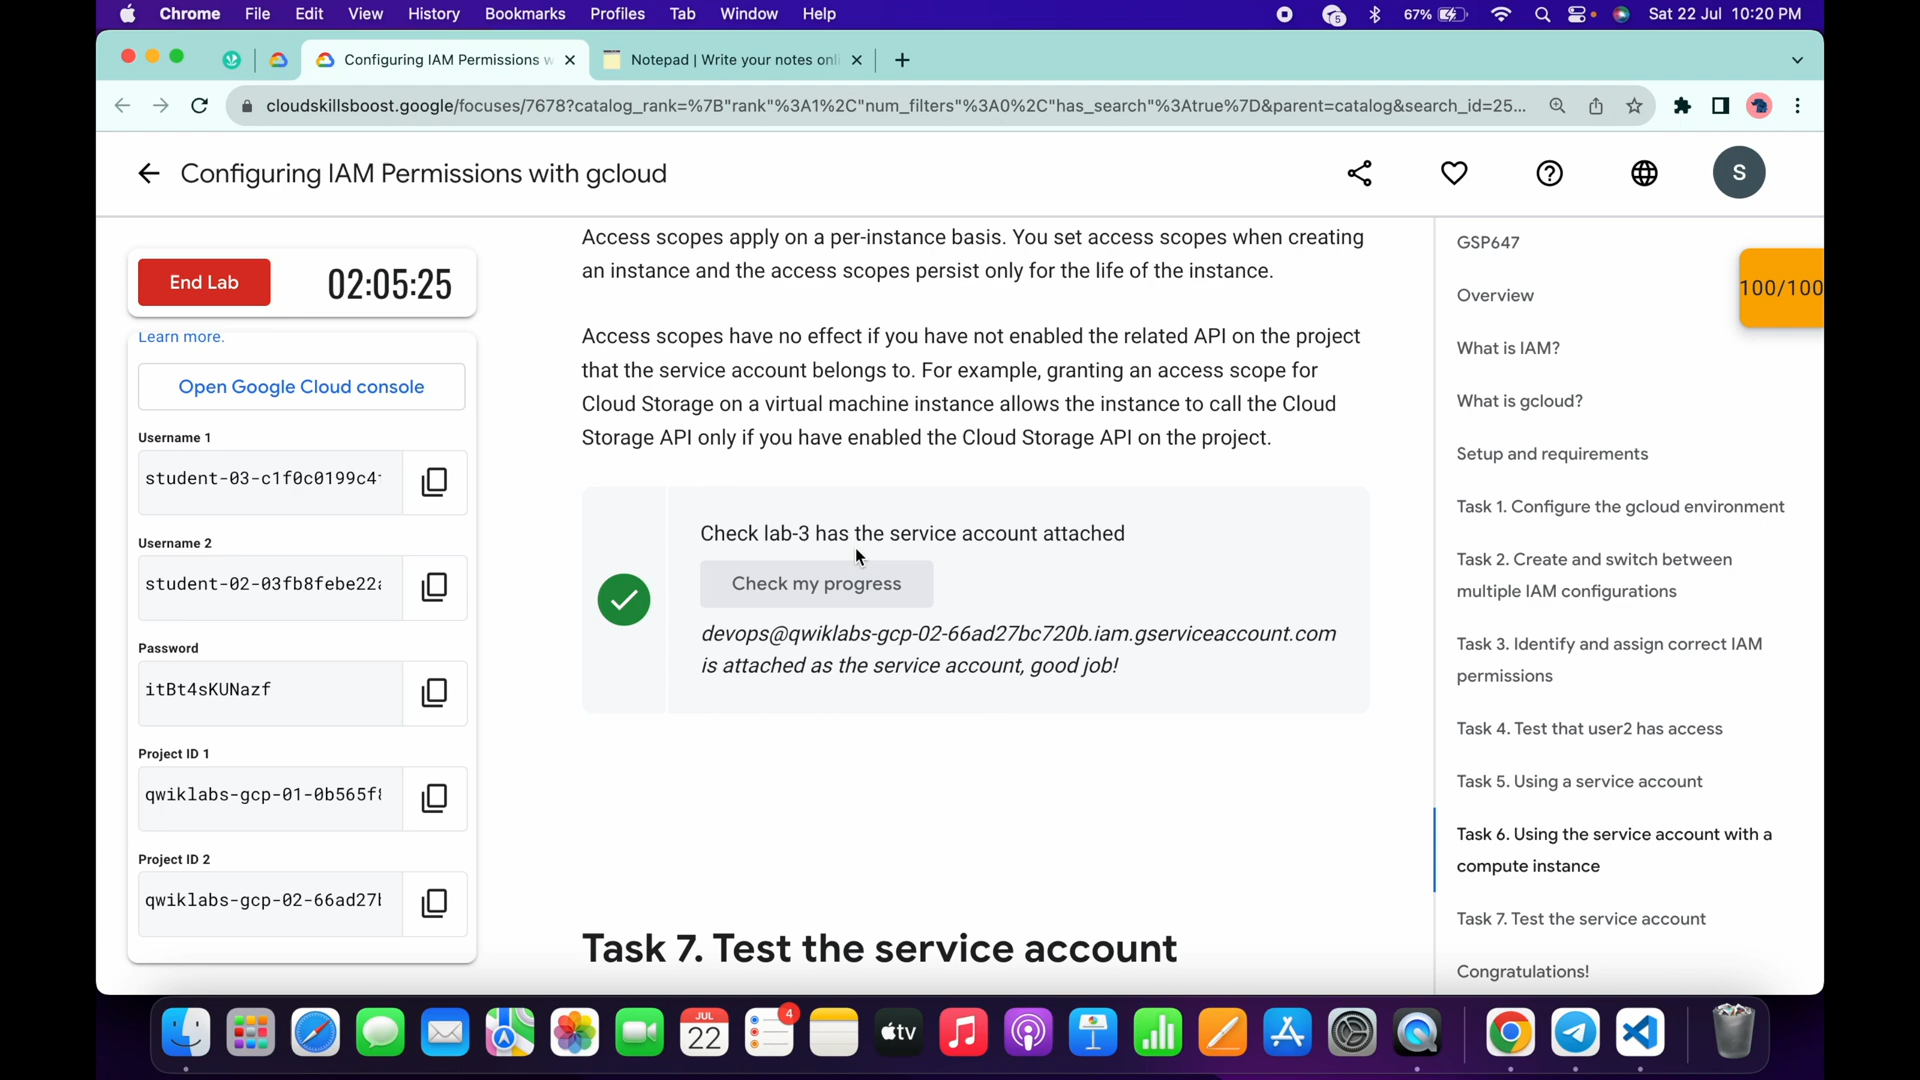 Chrome File Edit View History Bookmarks Profiles Tab Window Help 5 67% Sat 22 Jul 10:20 PM
Configuring IAM Permissions w
Notepad | Write your notes onl
cloudskillsboost.google/focuses/7678?catalog_rank=%7B"rank"%3A1%2C"num_filters"%3A0%2C"has_search"%3Atrue%7D&parent=catalog&search_id=25...
Configuring IAM Permissions with gcloud
S
End Lab
02:05:25
Learn more.
Open Google Cloud console
Username 1
student-03-c1f0c0199c4
Username 2
student-02-03fb8febe22
Password
itBt4sKUNazf
Project ID 1
qwiklabs-gcp-01-0b565f
Project ID 2
qwiklabs-gcp-02-66ad27
Access scopes apply on a per-instance basis. You set access scopes when creating
an instance and the access scopes persist only for the life of the instance.
Access scopes have no effect if you have not enabled the related API on the project
that the service account belongs to. For example, granting an access scope for
Cloud Storage on a virtual machine instance allows the instance to call the Cloud
Storage API only if you have enabled the Cloud Storage API on the project.
Check lab-3 has the service account attached
Check my progress
devops@qwiklabs-gcp-02-66ad27bc720b.iam.gserviceaccount.com
is attached as the service account, good job!
Task 7. Test the service account
GSP647
Overview
What is IAM?
What is gcloud?
Setup and requirements
Task 1. Configure the gcloud environment
Task 2. Create and switch between
multiple IAM configurations
Task 3. Identify and assign correct IAM
permissions
Task 4. Test that user2 has access
Task 5. Using a service account
Task 6. Using the service account with a
compute instance
Task 7. Test the service account
Congratulations!
100/100
JUL
22
4
tv